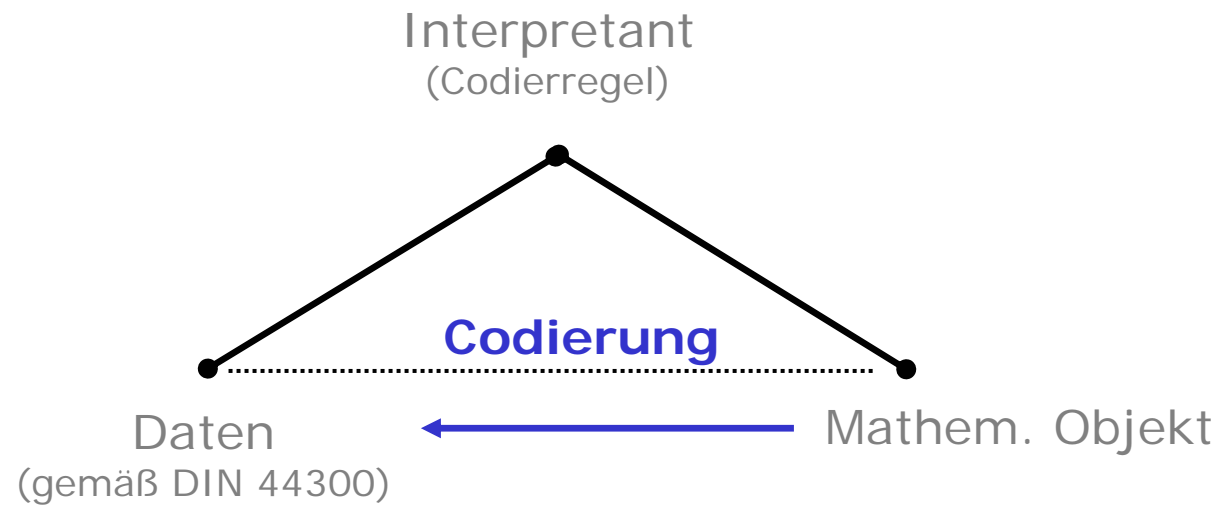 Interpretant
(Codierregel)
Codierung
Daten
(gemäß DIN 44300)
Mathem. Objekt